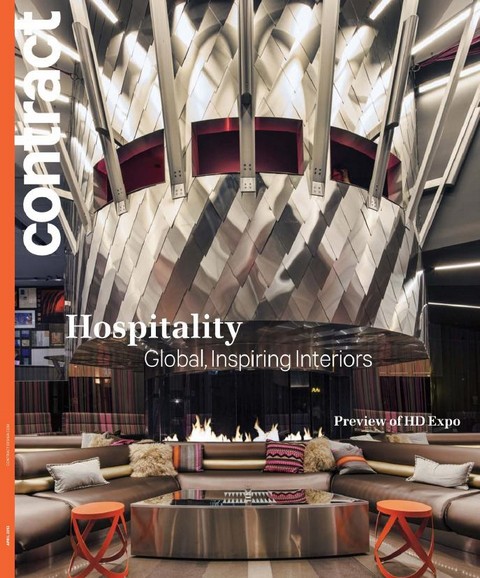 contract
Hospitality
Global, Inspiring Interiors
Preview of HD Expo